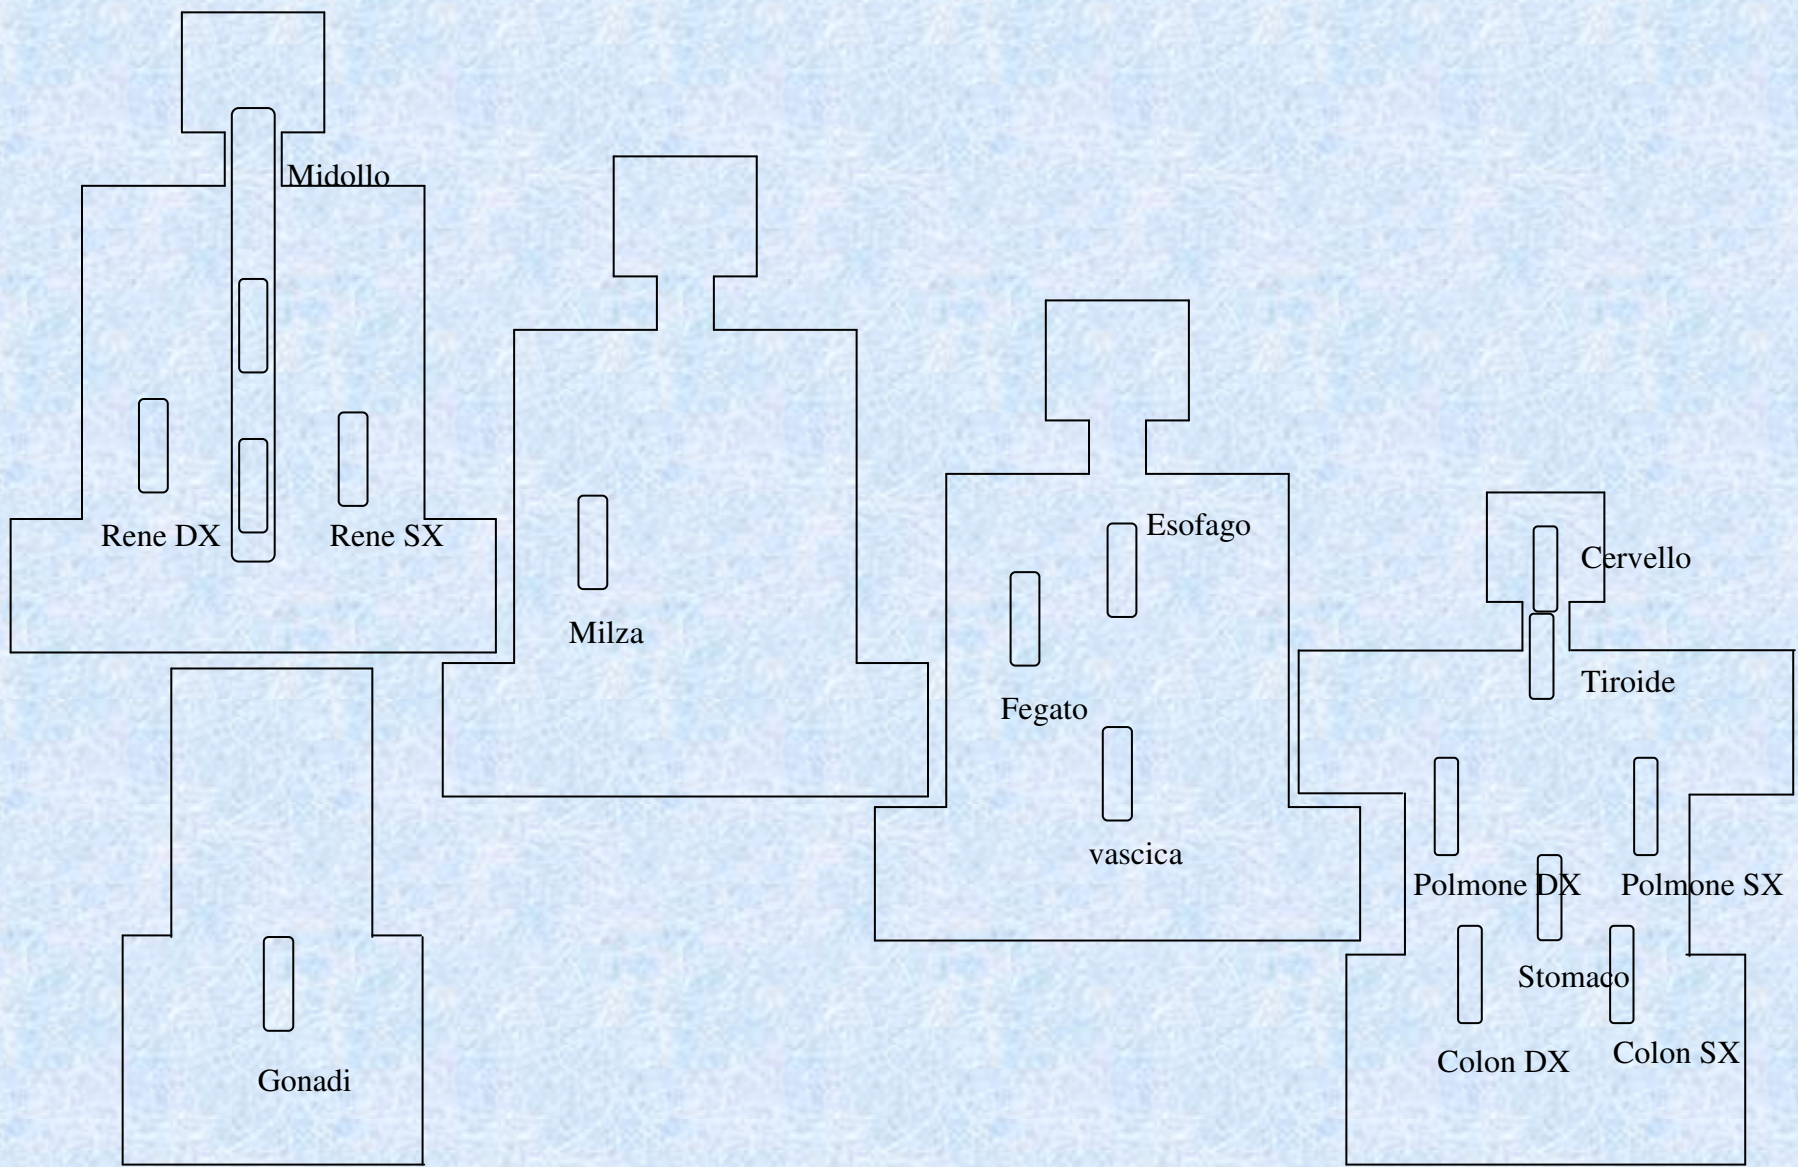 Midollo
Rene DX
Rene SX
Milza
Gonadi
Esofago
Fegato
vascica
Cervello
Tiroide
Polmone DX
Polmone SX
Stomaco
Colon DX
Colon SX